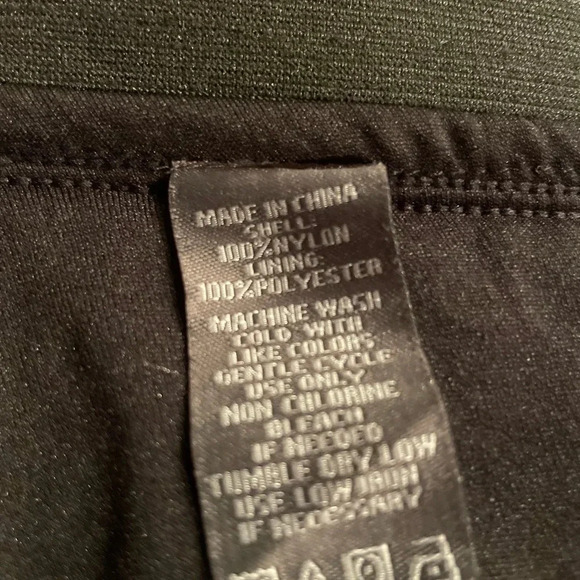 MADE IN CHINA
SHELL:
100%NYLON
LINING:
100%POLYESTER
MACHINE WASH
COLD WITH
LIKE COLORS
GENTLE CYCLE
USE ONLY
NON CHLORINE
BLEACH
IF NEEDED
TUMBLE DRY LOW
USE LOW IRON
IF NECESSARY